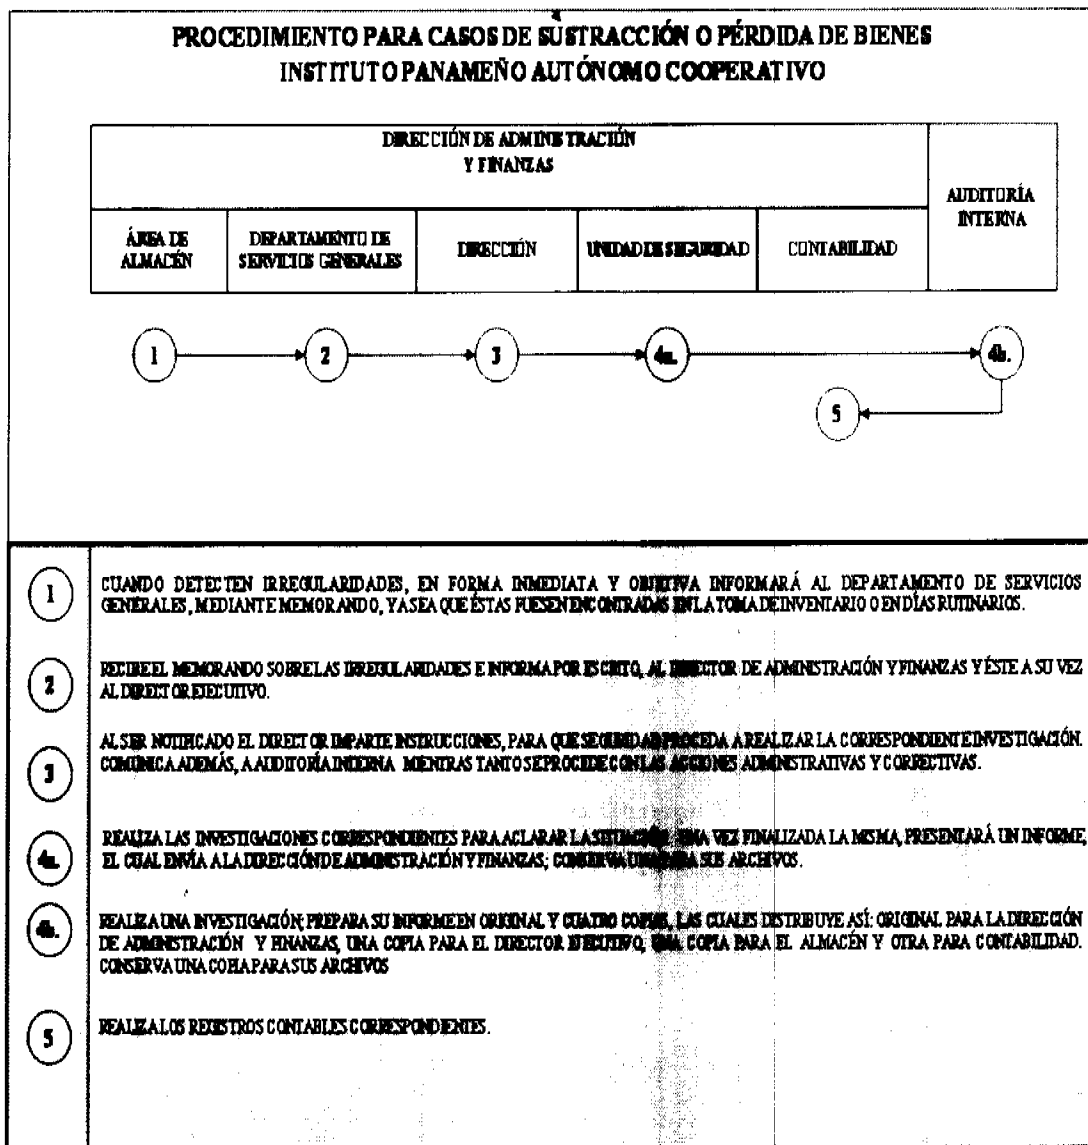 PROCEDIMIENTO PARA CASOS DE SUSTRACCIÓN O PÉRDIDA DE BIENES
INSTITUTO PANAMEÑO AUTÓNOMO COOPERATIVO
DIRECCIÓN DE ADMINISTRACIÓN
Y FINANZAS
AUDITORÍA
INTERNA
ÁREA DE
ALMACÉN
DEPARTAMENTO DE
SERVICIOS GENERALES
DIRECCIÓN
UNIDAD DE SEGURIDAD
CONTABILIDAD
1
2
3
4a.
4b.
5
1
CUANDO DETECTEN IRREGULARIDADES, EN FORMA INMEDIATA Y OBJETIVA INFORMARÁ AL DEPARTAMENTO DE SERVICIOS
GENERALES, MEDIANTE MEMORANDO, YA SEA QUE ÉSTAS FUESEN ENCONTRADAS EN LA TOMA DE INVENTARIO O EN DÍAS RUTINARIOS.
2
RECIBE EL MEMORANDO SOBRE LAS IRREGULARIDADES E INFORMA POR ESCRITO, AL DIRECTOR DE ADMINISTRACIÓN Y FINANZAS Y ÉSTE A SU VEZ
AL DIRECTOR EJECUTIVO.
3
AL SER NOTIFICADO EL DIRECTOR IMPARTE INSTRUCCIONES, PARA QUE SEGURIDAD PROCEDA A REALIZAR LA CORRESPONDIENTE INVESTIGACIÓN.
COMUNICA ADEMÁS, A AUDITORÍA INTERNA MIENTRAS TANTO SE PROCEDE CON LAS ACCIONES ADMINISTRATIVAS Y CORRECTIVAS.
4a.
REALIZA LAS INVESTIGACIONES CORRESPONDIENTES PARA ACLARAR LA SITUACIÓN. UNA VEZ FINALIZADA LA MISMA, PRESENTARÁ UN INFORME,
EL CUAL ENVÍA A LA DIRECCIÓN DE ADMINISTRACIÓN Y FINANZAS; CONSERVA UNA PARA SUS ARCHIVOS.
4b.
REALIZA UNA INVESTIGACIÓN; PREPARA SU INFORME EN ORIGINAL Y CUATRO COPIAS, LAS CUALES DISTRIBUYE ASÍ: ORIGINAL PARA LA DIRECCIÓN
DE ADMINISTRACIÓN Y FINANZAS, UNA COPIA PARA EL DIRECTOR EJECUTIVO, UNA COPIA PARA EL ALMACÉN Y OTRA PARA CONTABILIDAD.
CONSERVA UNA COPIA PARA SUS ARCHIVOS
5
REALIZA LOS REGISTROS CONTABLES CORRESPONDIENTES.